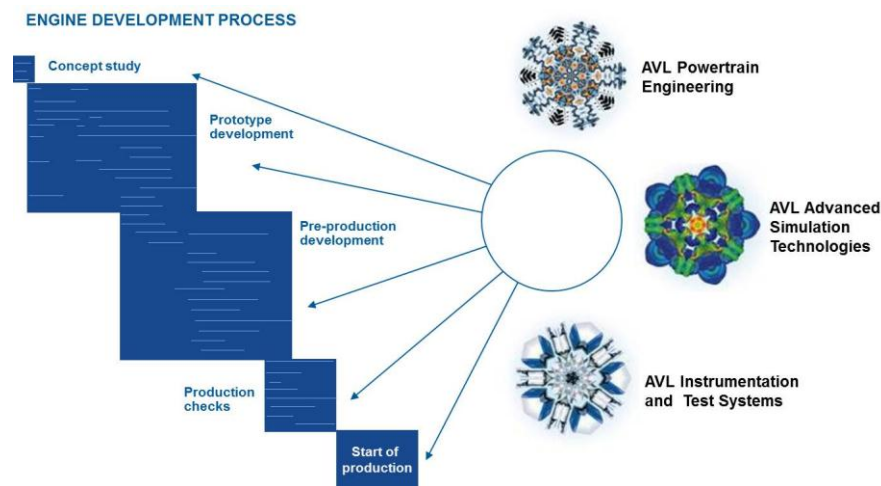 ENGINE DEVELOPMENT PROCESS
Concept study
Prototype
development
Pre-production
development
Production
checks
Start of
production
AVL Powertrain
Engineering
AVL Advanced
Simulation
Technologies
AVL Instrumentation
and Test Systems